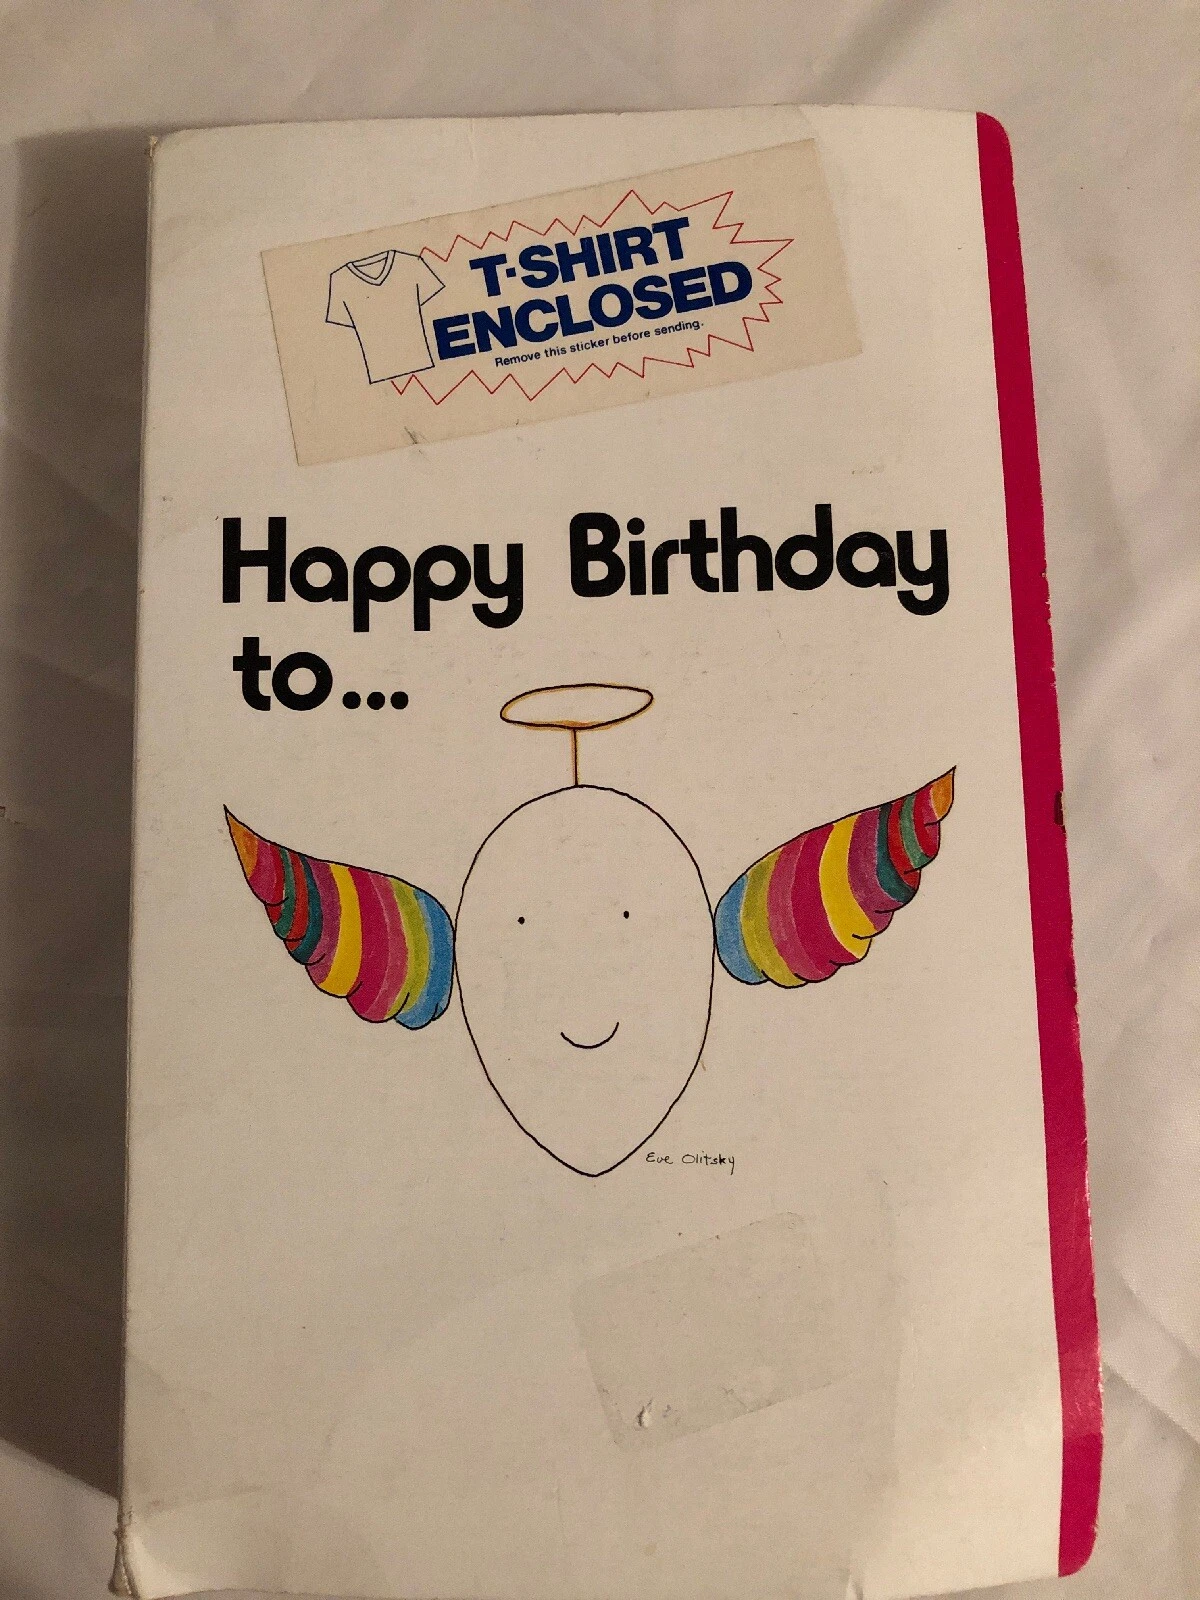 T-SHIRT
ENCLOSED
Remove this sticker before sending.
Happy Birthday
to...
Eve Olitsky